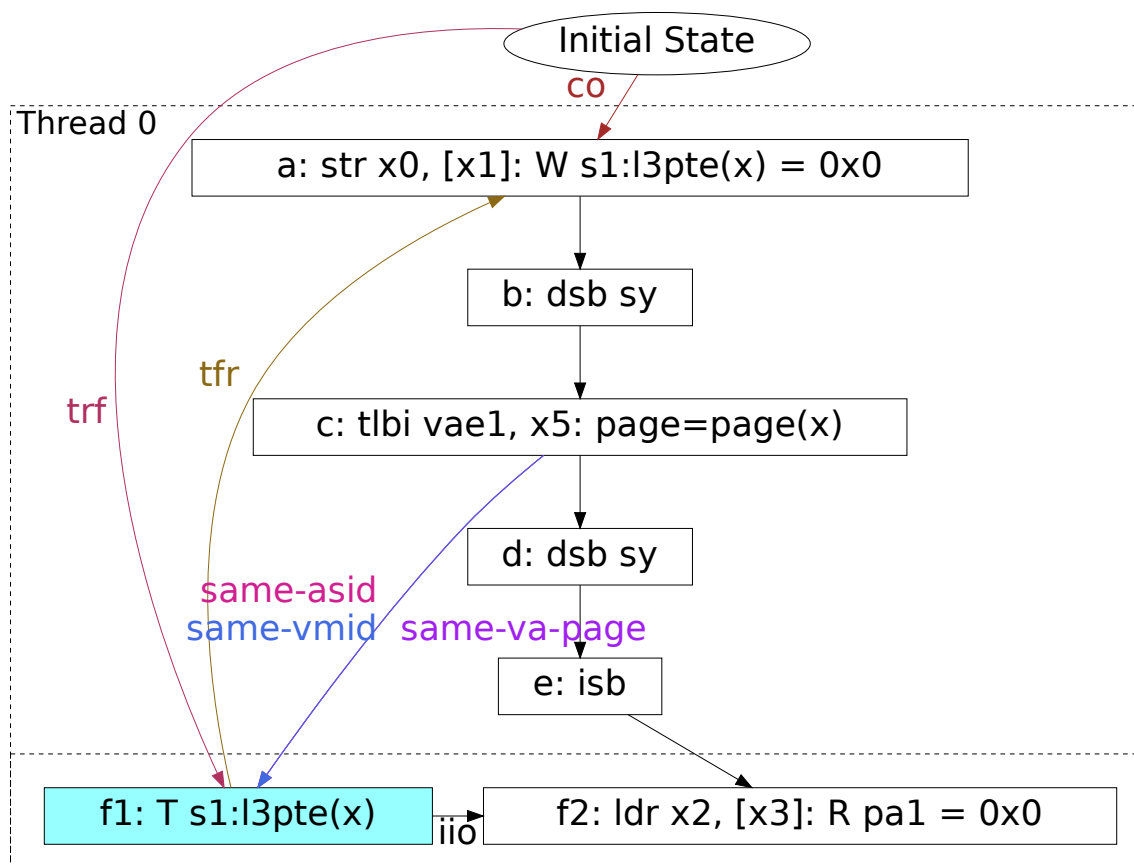 Initial State
co
Thread 0
a: str x0, [x1]: W s1:l3pte(x) = 0x0
b: dsb sy
tfr
trf
c: tlbi vae1, x5: page=page(x)
d: dsb sy
same-asid
same-vmid same-va-page
e: isb
f1: T s1:l3pte(x)
iio
f2: ldr x2, [x3]: R pa1 = 0x0